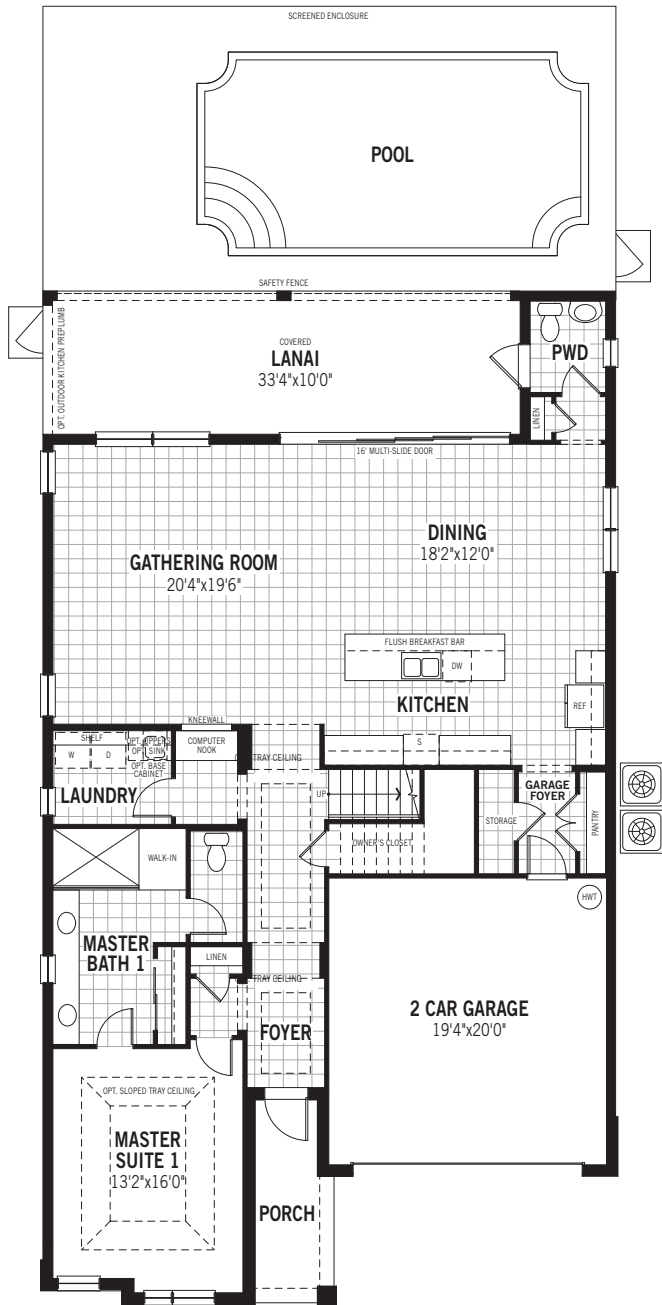 SCREENED ENCLOSURE
POOL
SAFETY FENCE
OPT. OUTDOOR KITCHEN PREPLUMB
COVERED
LANAI
33'4"x10'0"
PWD
LINEN
16' MULTI-SLIDE DOOR
DINING
18'2"x12'0"
GATHERING ROOM
20'4"x19'6"
FLUSH BREAKFAST BAR
DW
KITCHEN
REF
S
KNEEWALL
COMPUTER
NOOK
SHELF
W
D
OPT. UPPERS
OPT. SINK
OPT. BASE
CABINET
LAUNDRY
TRAY CEILING
UP
GARAGE
FOYER
STORAGE
PANTRY
OWNER'S CLOSET
WALK-IN
HWT
MASTER
BATH 1
LINEN
TRAY CEILING
FOYER
2 CAR GARAGE
19'4"x20'0"
OPT. SLOPED TRAY CEILING
MASTER
SUITE 1
13'2"x16'0"
PORCH